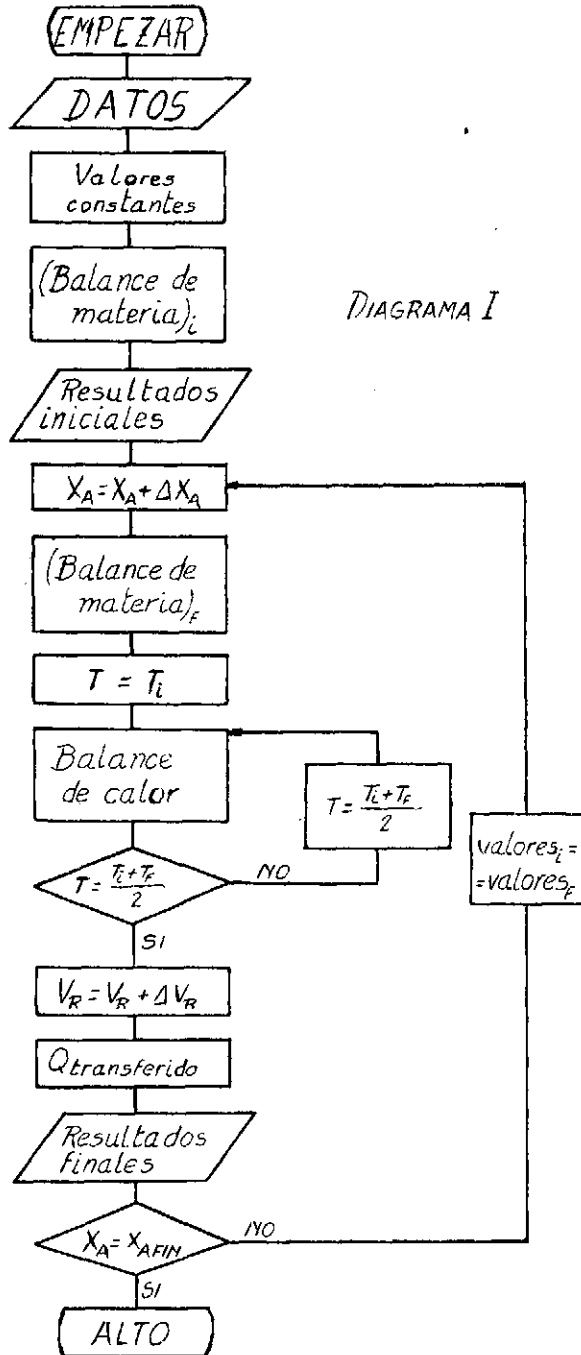 EMPEZAR
DATOS
Valores
constantes
(Balance de
materia)i
DIAGRAMA I
Resultados
iniciales
XA = XA + ΔXA
(Balance de
materia)F
T = Ti
Balance
de calor
T = Ti + TF / 2
T = Ti + TF / 2
NO
SI
valoresi =
= valoresF
VR = VR + ΔVR
Qtransferido
Resultados
finales
XA = XAFIN
NO
SI
ALTO